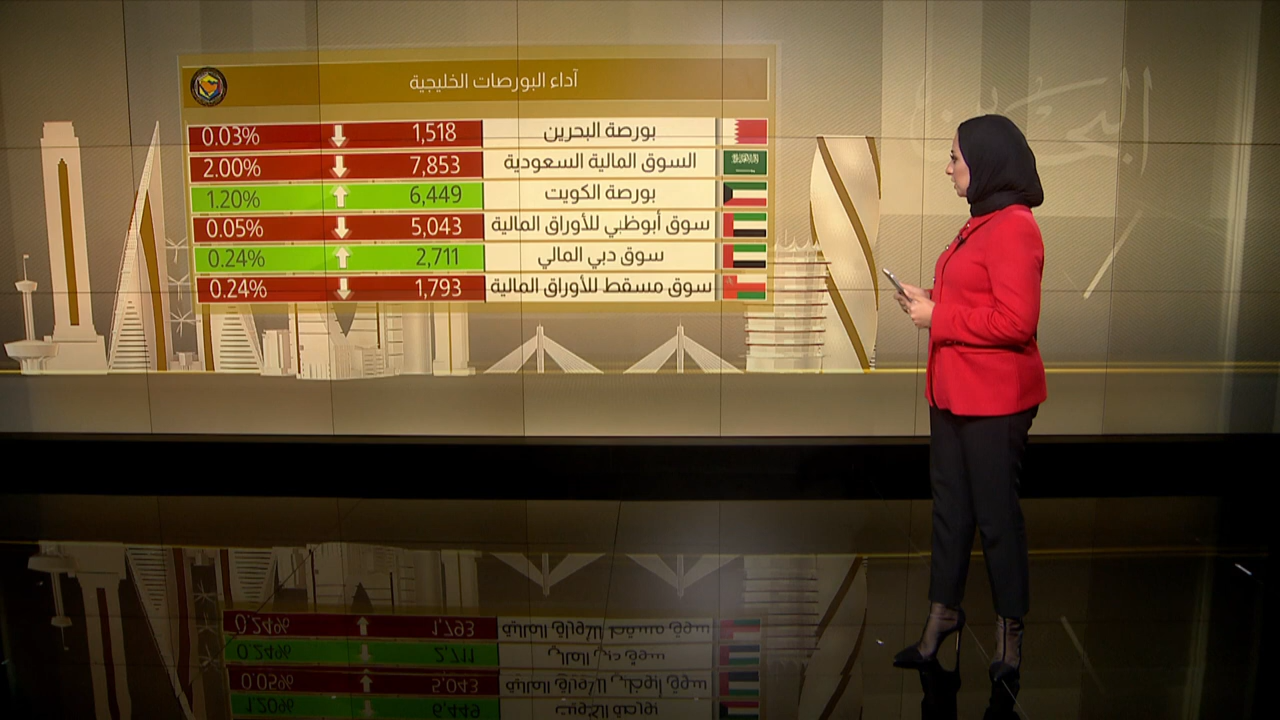 آداء البورصات الخليجية
بورصة البحرين 1,518 0.03%
السوق المالية السعودية 7,853 2.00%
بورصة الكويت 6,449 1.20%
سوق أبوظبي للأوراق المالية 5,043 0.05%
سوق دبي المالي 2,711 0.24%
سوق مسقط للأوراق المالية 1,793 0.24%
البحرين